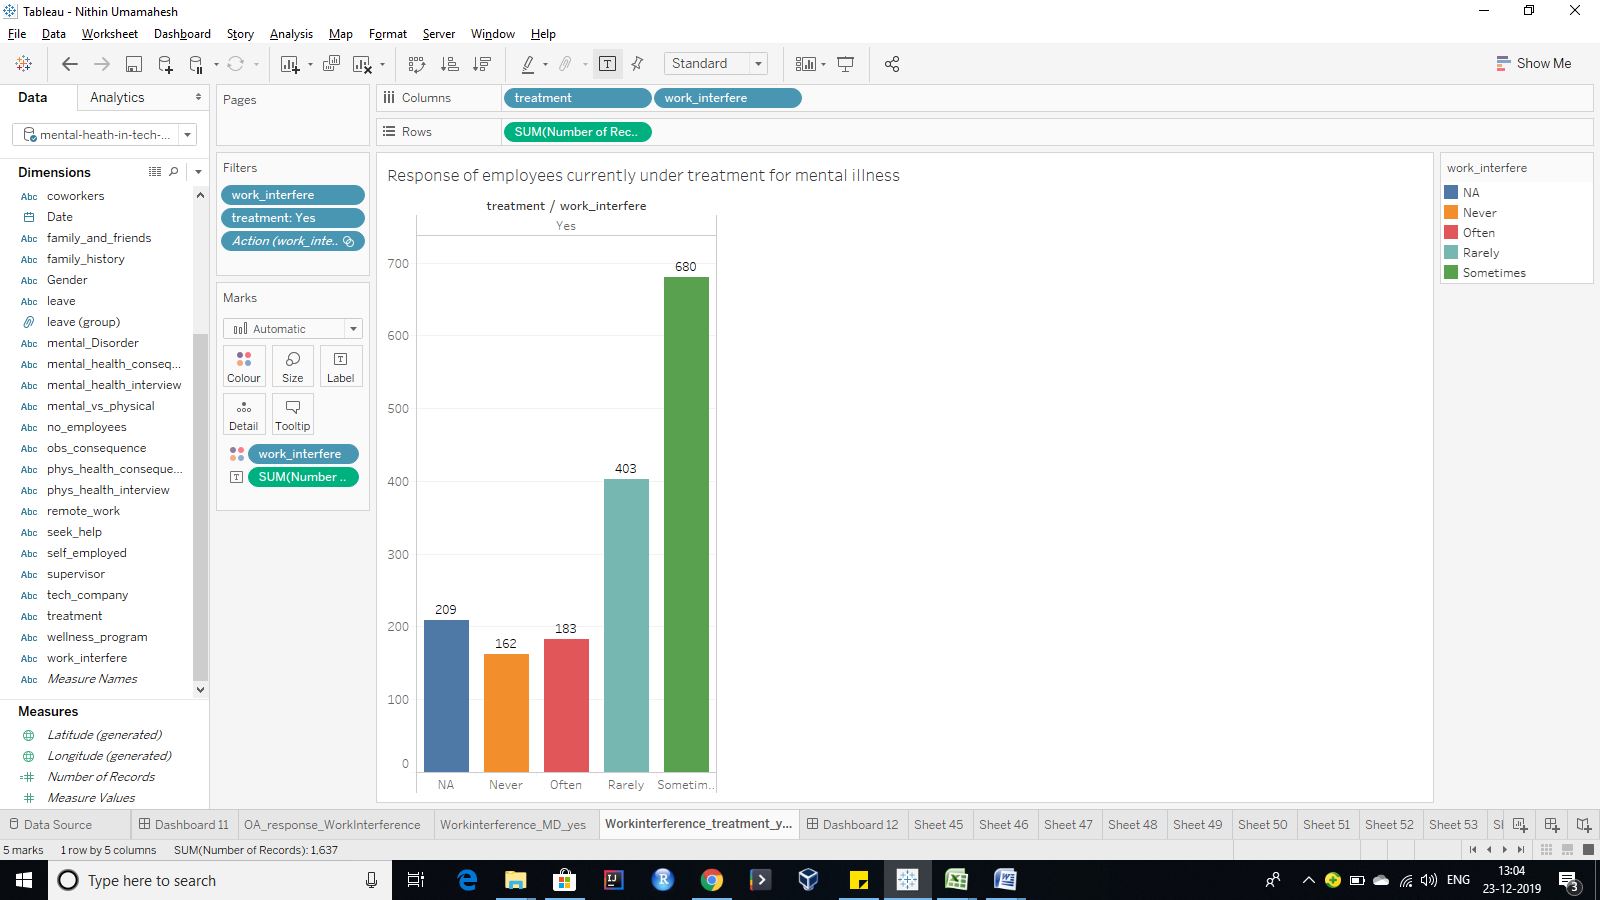 Tableau - Nithin Umamahesh
File Data Worksheet Dashboard Story Analysis Map Format Server Window Help
Standard
Show Me
Data Analytics
mental-heath-in-tech-...
Dimensions
Abc coworkers
Date
Abc family_and_friends
Abc family_history
Abc Gender
Abc leave
leave (group)
Abc mental_Disorder
Abc mental_health_conseq...
Abc mental_health_interview
Abc mental_vs_physical
Abc no_employees
Abc obs_consequence
Abc phys_health_conseque...
Abc phys_health_interview
Abc remote_work
Abc seek_help
Abc self_employed
Abc supervisor
Abc tech_company
Abc treatment
Abc wellness_program
Abc work_interfere
Abc Measure Names
Measures
Latitude (generated)
Longitude (generated)
=# Number of Records
# Measure Values
Pages
Filters
work_interfere
treatment: Yes
Action (work_inte..
Marks
Automatic
Colour Size Label
Detail Tooltip
work_interfere
SUM(Number ..
Columns treatment work_interfere
Rows SUM(Number of Rec..
Response of employees currently under treatment for mental illness
treatment / work_interfere
Yes
700
600
500
400
300
200
100
0
209
162
183
403
680
NA Never Often Rarely Sometim..
work_interfere
NA
Never
Often
Rarely
Sometimes
Data Source Dashboard 11 OA_response_WorkInterference Workinterference_MD_yes Workinterference_treatment_y... Dashboard 12 Sheet 45 Sheet 46 Sheet 47 Sheet 48 Sheet 49 Sheet 50 Sheet 51 Sheet 52 Sheet 53
5 marks 1 row by 5 columns SUM(Number of Records): 1,637
Type here to search
ENG
13:04
23-12-2019
3